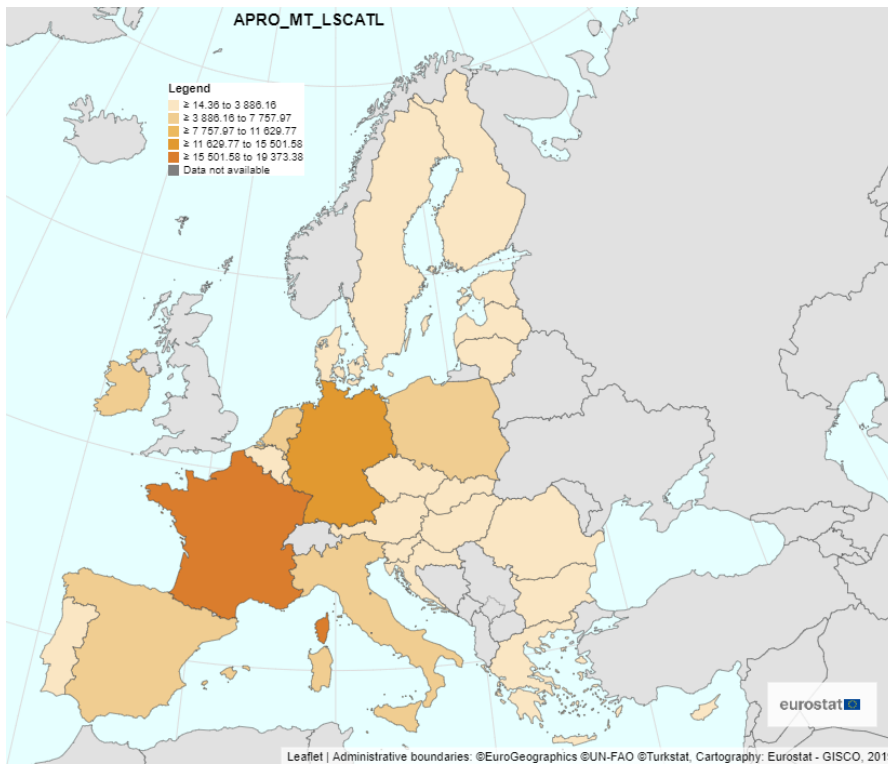 APRO_MT_LSCATL
Legend
≥ 14.36 to 3 886.16
≥ 3 886.16 to 7 757.97
≥ 7 757.97 to 11 629.77
≥ 11 629.77 to 15 501.58
≥ 15 501.58 to 19 373.38
Data not available
eurostat
Leaflet | Administrative boundaries: ©EuroGeographics ©UN-FAO ©Turkstat, Cartography: Eurostat - GISCO,